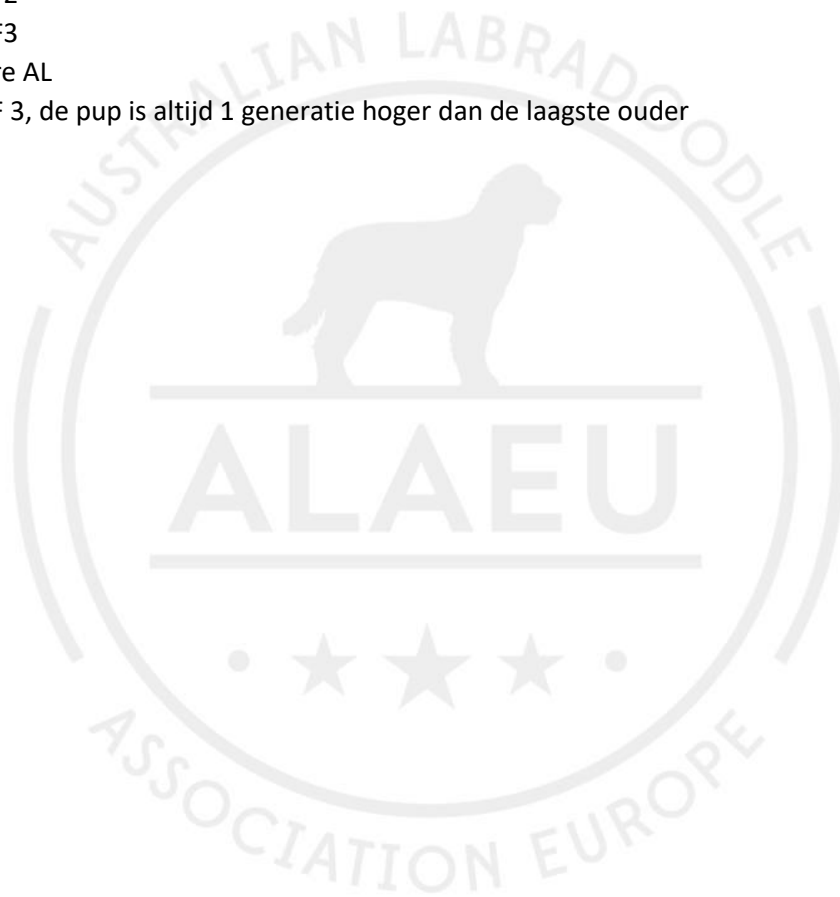 F3
re AL
F 3, de pup is altijd 1 generatie hoger dan de laagste ouder
AUSTRALIAN LABRADOODLE
ALAEU
ASSOCIATION EUROPE